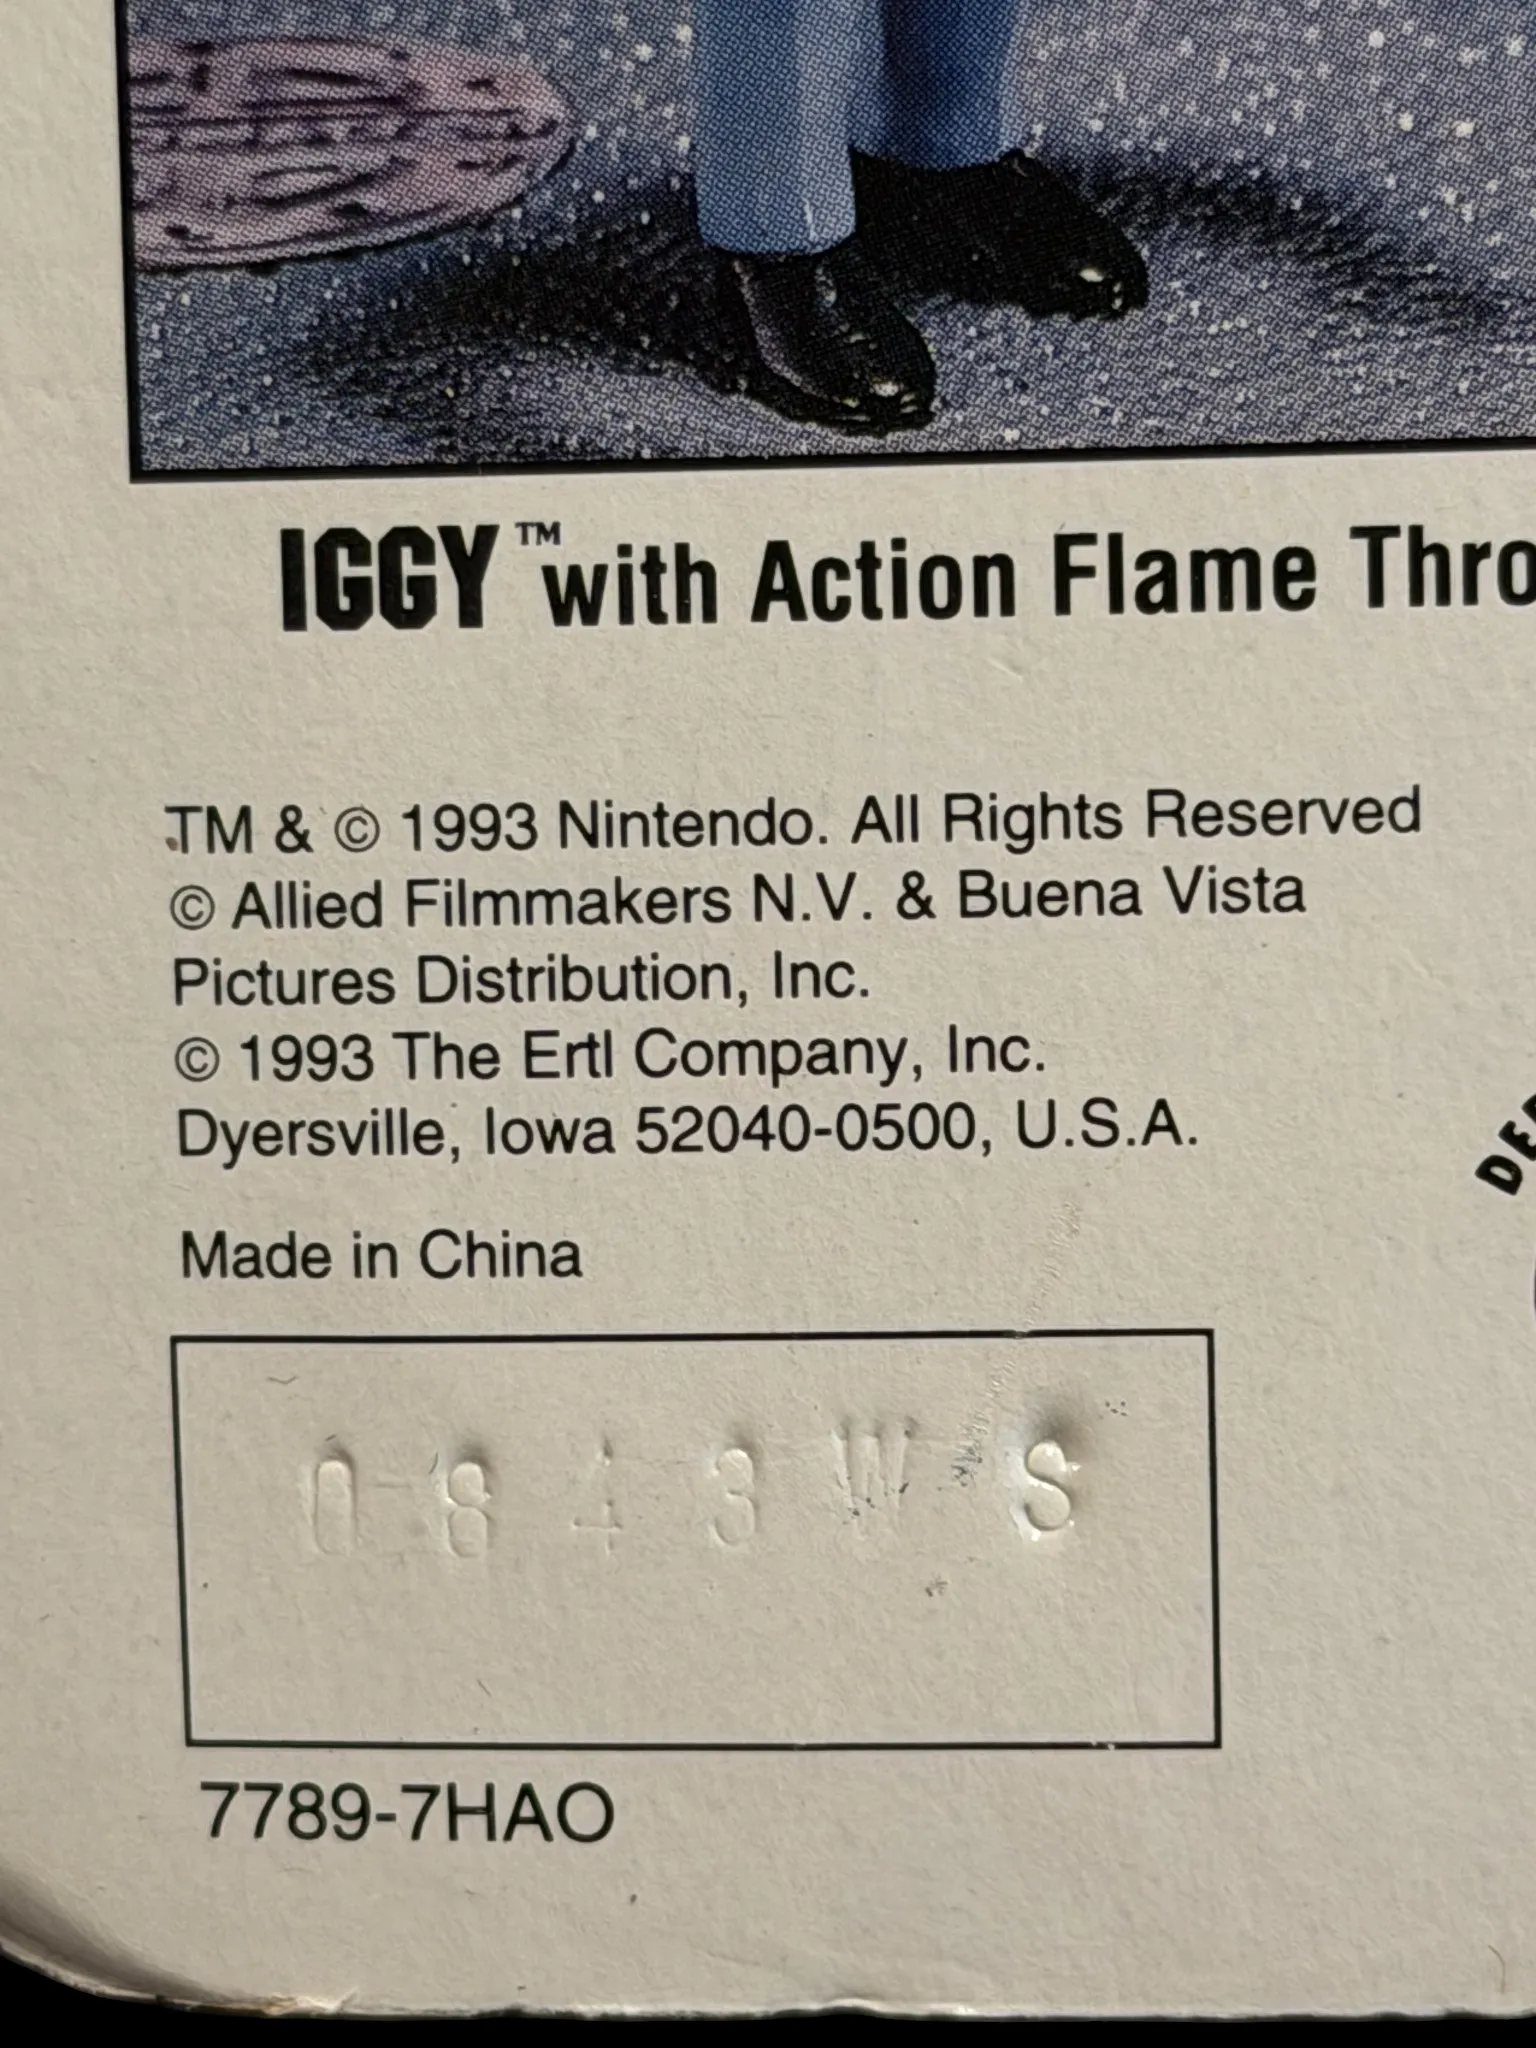 IGGY™ with Action Flame Thro
TM & © 1993 Nintendo. All Rights Reserved
© Allied Filmmakers N.V. & Buena Vista
Pictures Distribution, Inc.
© 1993 The Ertl Company, Inc.
Dyersville, Iowa 52040-0500, U.S.A.
Made in China
0 8 4 3 W S
7789-7HAO